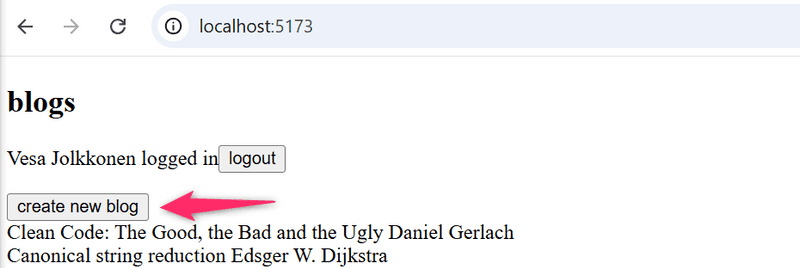 localhost:5173
blogs
Vesa Jolkkonen logged in logout
create new blog
Clean Code: The Good, the Bad and the Ugly Daniel Gerlach
Canonical string reduction Edsger W. Dijkstra